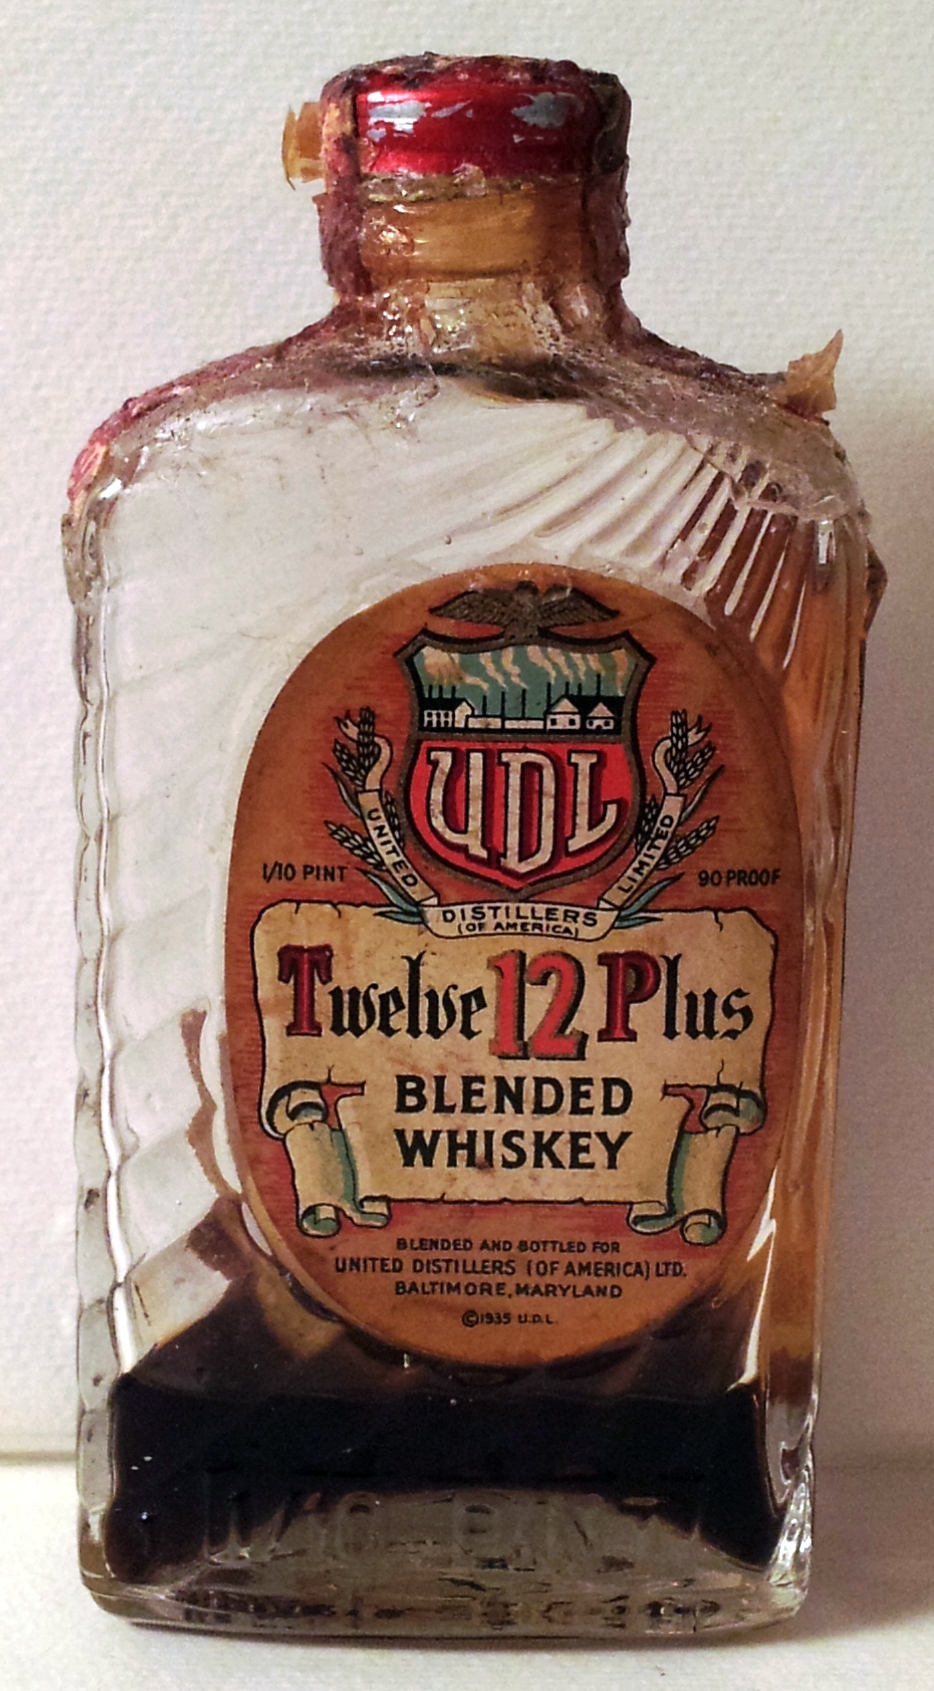 UDL
UNITED
LIMITED
1/10 PINT
90 PROOF
DISTILLERS
(OF AMERICA)
Twelve 12 Plus
BLENDED
WHISKEY
BLENDED AND BOTTLED FOR
UNITED DISTILLERS (OF AMERICA) LTD.
BALTIMORE, MARYLAND
©1935 U.D.L.